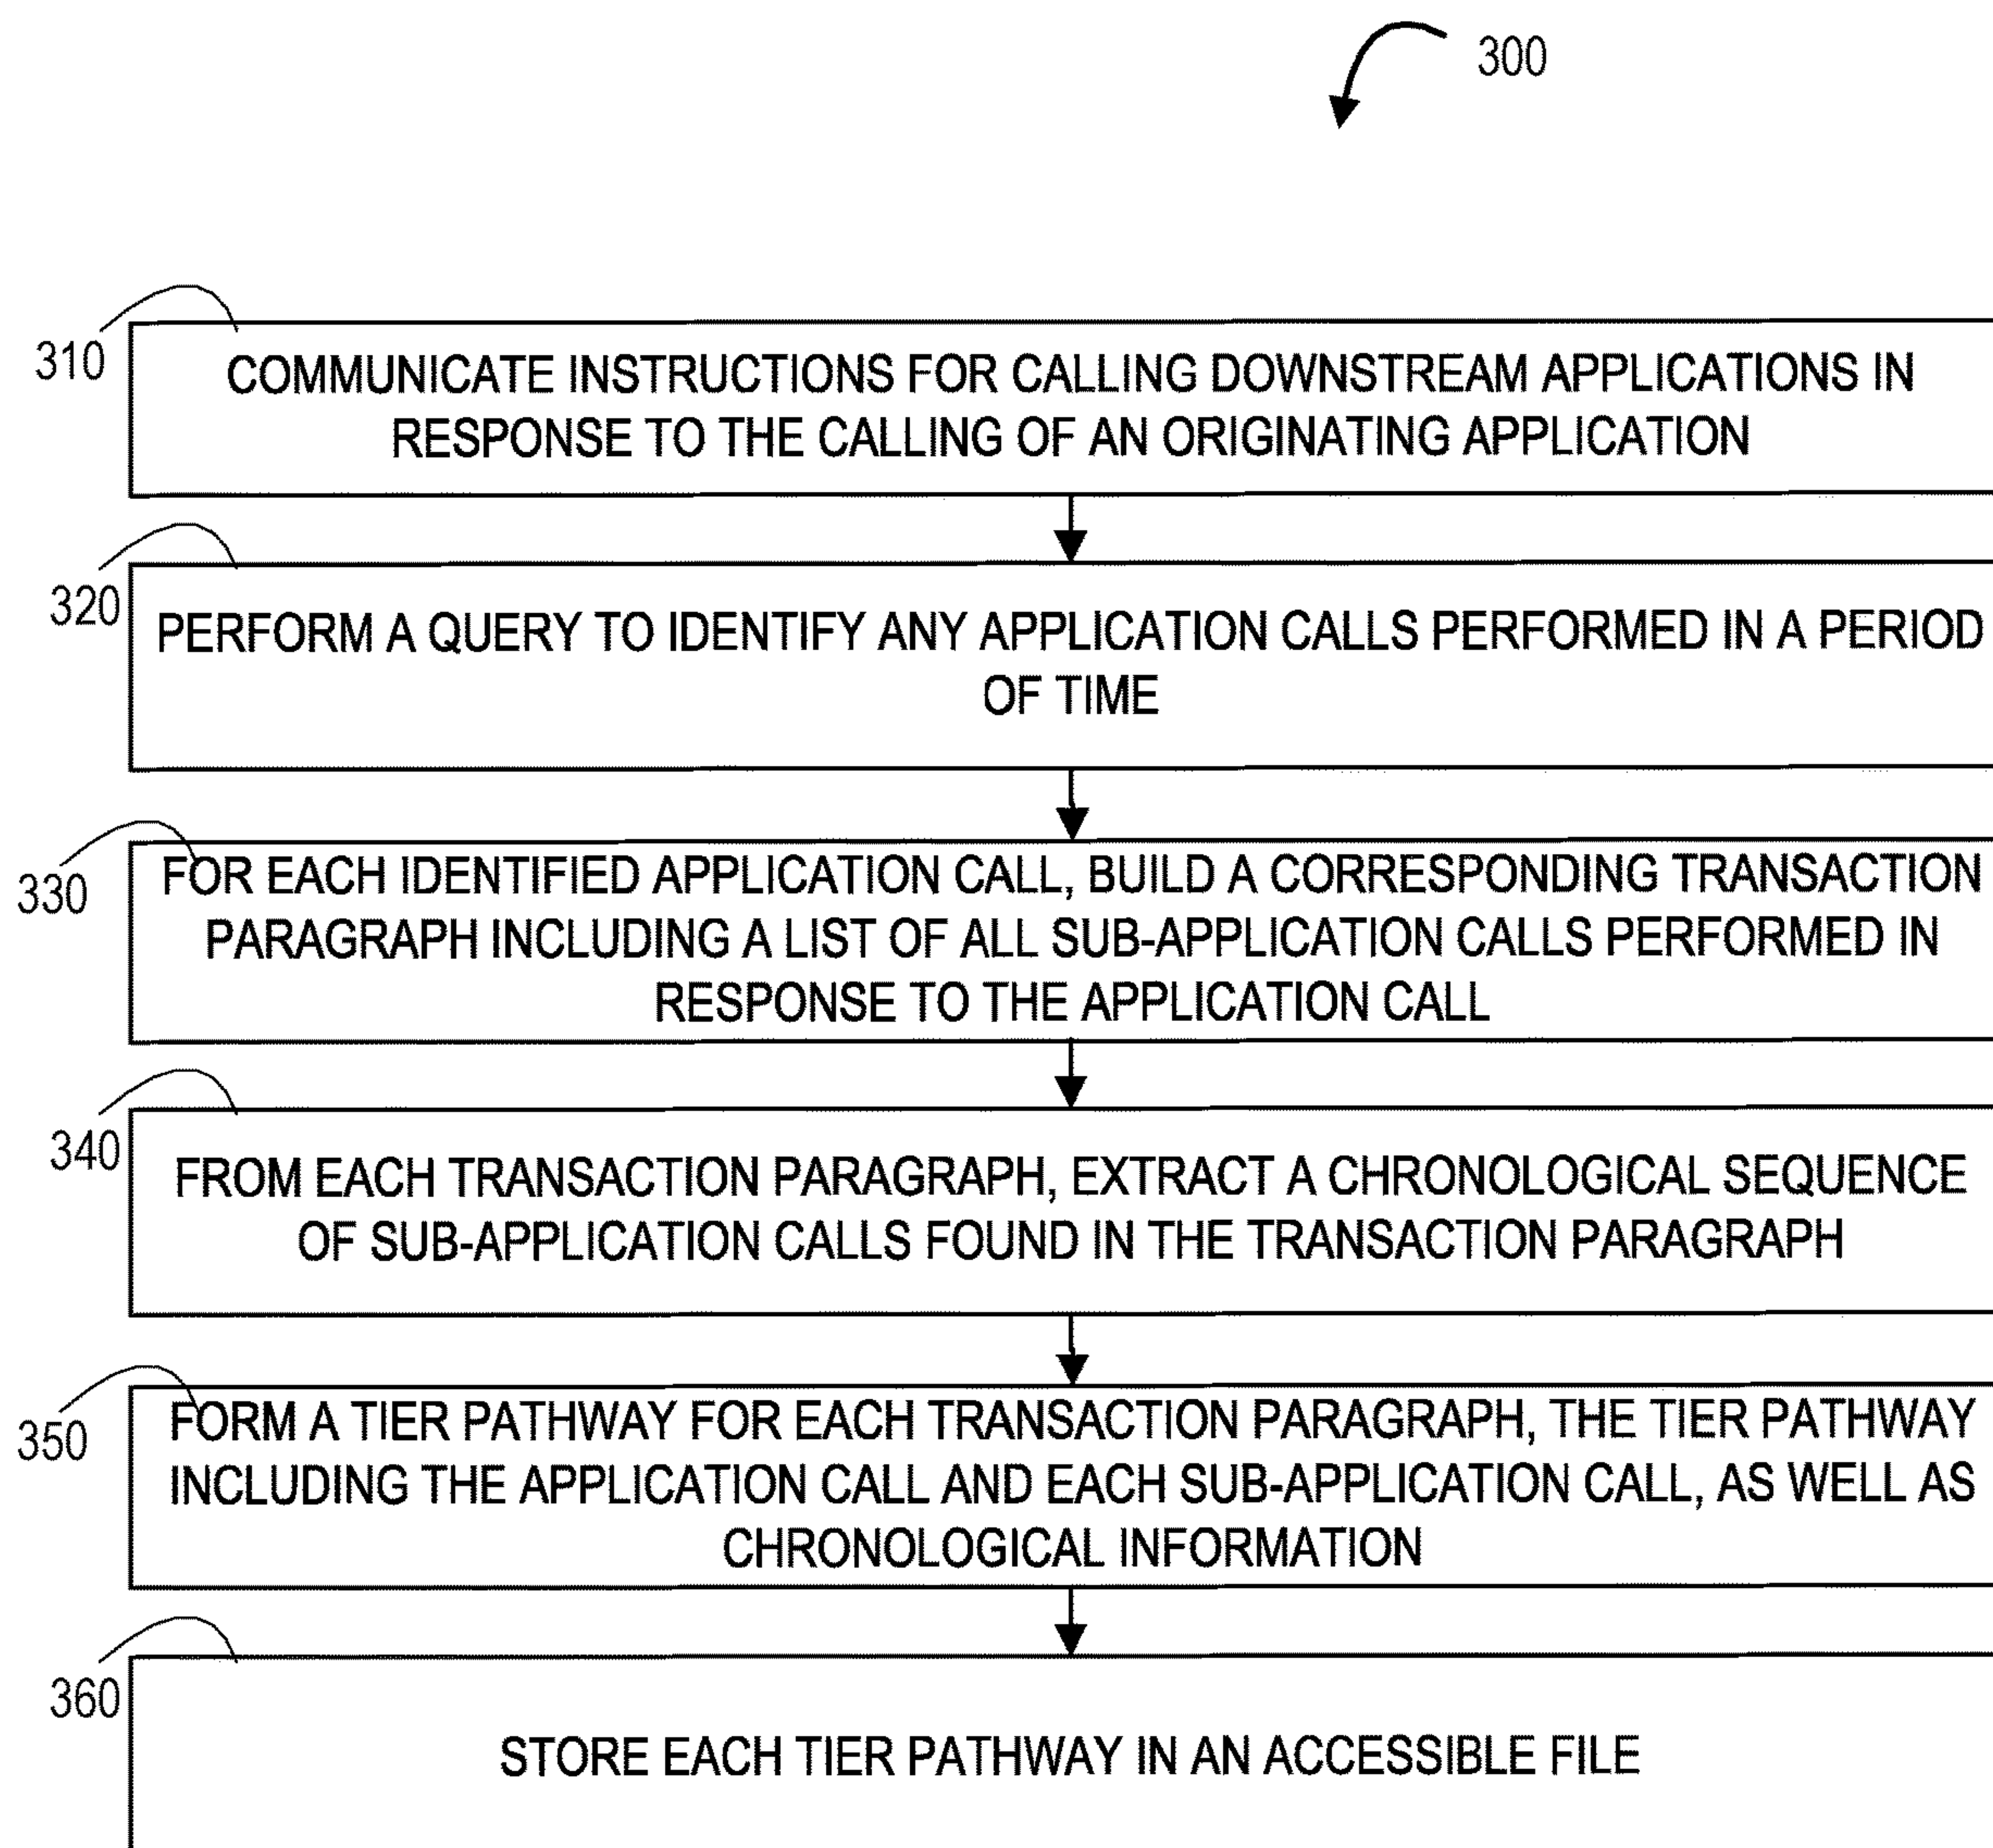 300
310
COMMUNICATE INSTRUCTIONS FOR CALLING DOWNSTREAM APPLICATIONS IN
RESPONSE TO THE CALLING OF AN ORIGINATING APPLICATION
320
PERFORM A QUERY TO IDENTIFY ANY APPLICATION CALLS PERFORMED IN A PERIOD
OF TIME
330
FOR EACH IDENTIFIED APPLICATION CALL, BUILD A CORRESPONDING TRANSACTION
PARAGRAPH INCLUDING A LIST OF ALL SUB-APPLICATION CALLS PERFORMED IN
RESPONSE TO THE APPLICATION CALL
340
FROM EACH TRANSACTION PARAGRAPH, EXTRACT A CHRONOLOGICAL SEQUENCE
OF SUB-APPLICATION CALLS FOUND IN THE TRANSACTION PARAGRAPH
350
FORM A TIER PATHWAY FOR EACH TRANSACTION PARAGRAPH, THE TIER PATHWAY
INCLUDING THE APPLICATION CALL AND EACH SUB-APPLICATION CALL, AS WELL AS
CHRONOLOGICAL INFORMATION
360
STORE EACH TIER PATHWAY IN AN ACCESSIBLE FILE